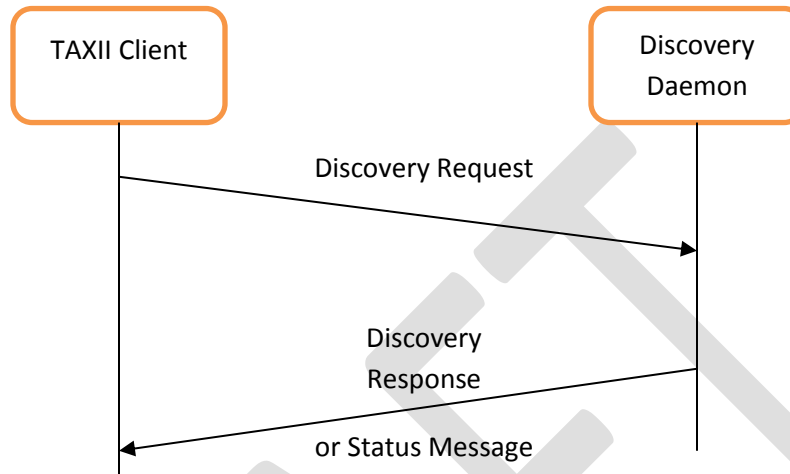 TAXII Client
Discovery
Daemon
Discovery Request
Discovery
Response
or Status Message